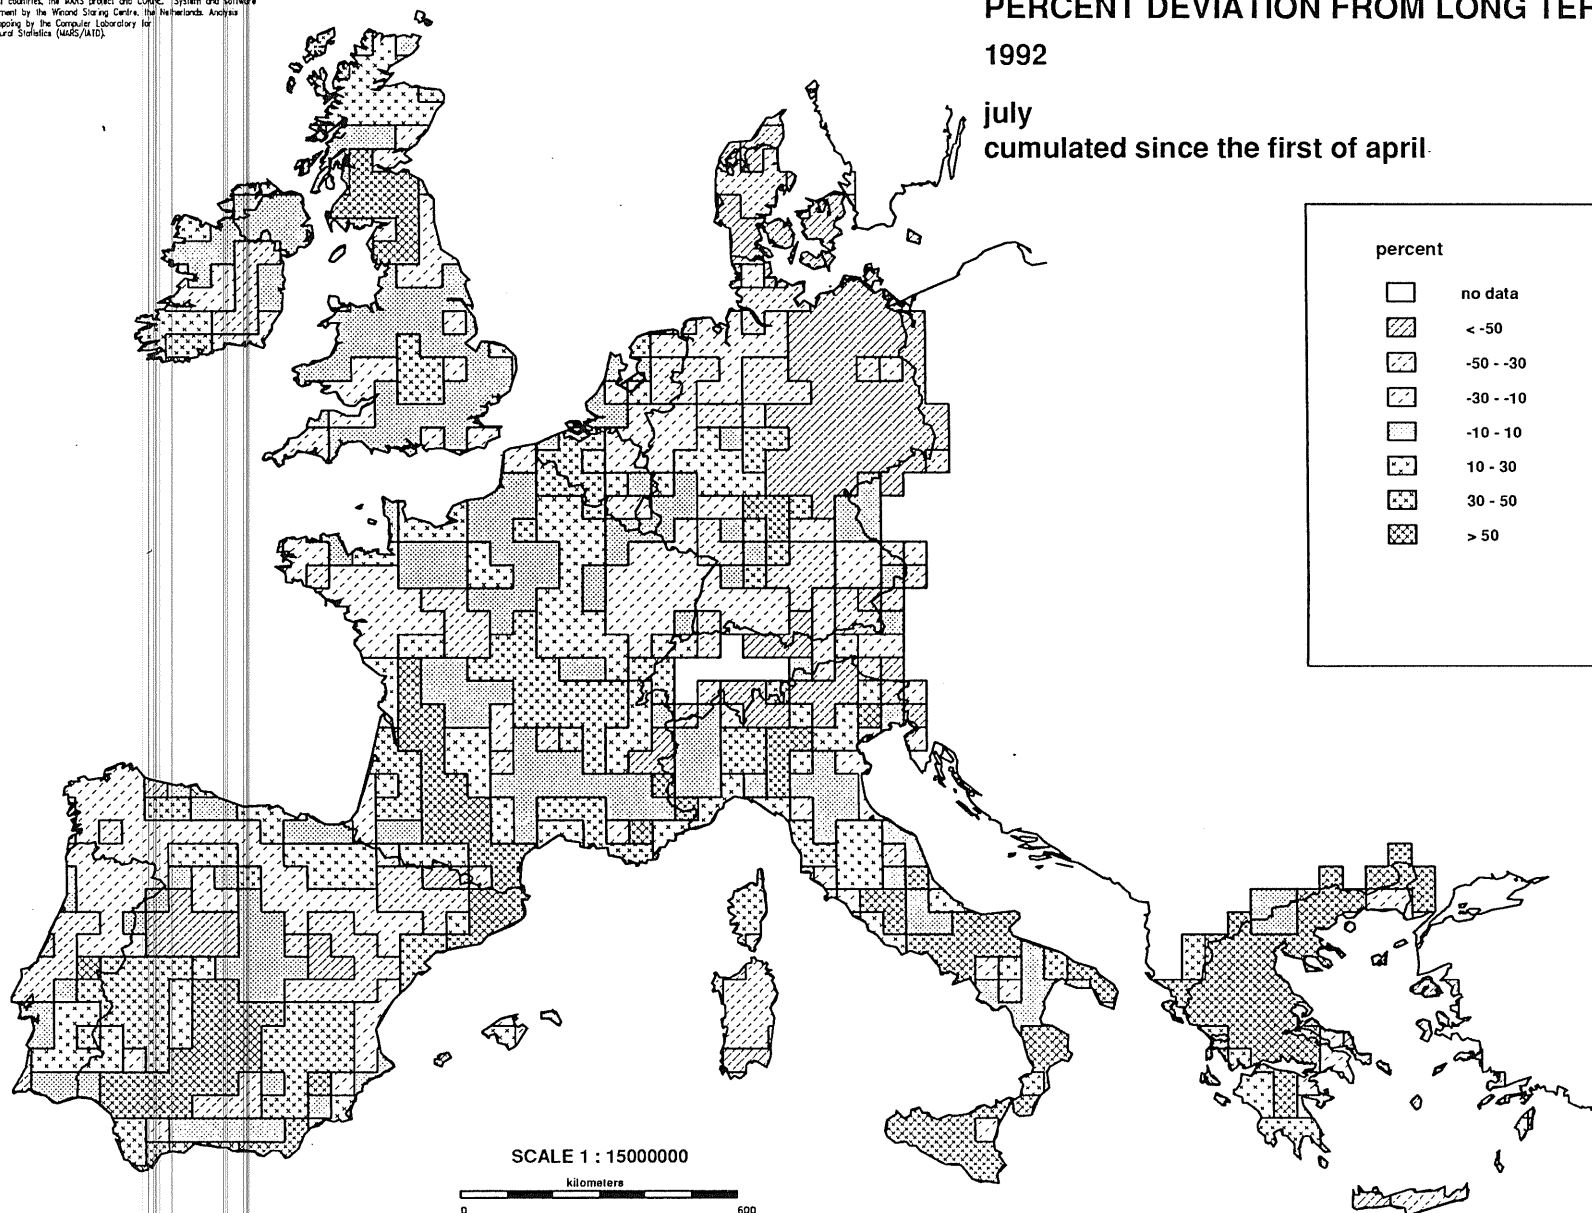 countries, the MARS project and
System and software
ment by the Winand Staring Centre, the Netherlands. Analysis
pping by the Computer Laboratory for
ural Statistics (MARS/IATD).
PERCENT DEVIATION FROM LONG TER
1992
july
cumulated since the first of april
percent
no data
< -50
-50 - -30
-30 - -10
-10 - 10
10 - 30
30 - 50
> 50
SCALE 1 : 15000000
kilometers
0 600